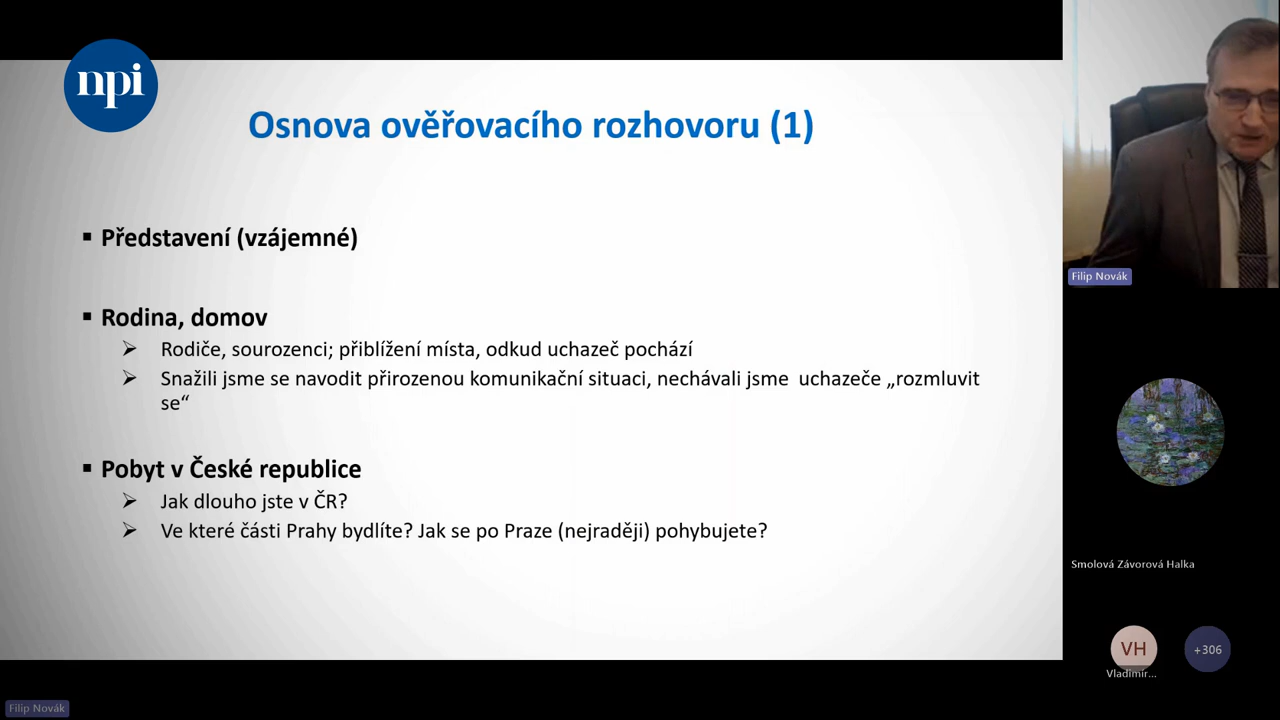 npi
Osnova ověřovacího rozhovoru (1)
▪ Představení (vzájemné)
▪ Rodina, domov
➢ Rodiče, sourozenci; přiblížení místa, odkud uchazeč pochází
➢ Snažili jsme se navodit přirozenou komunikační situaci, nechávali jsme  uchazeče „rozmluvit
se“
▪ Pobyt v České republice
➢ Jak dlouho jste v ČR?
➢ Ve které části Prahy bydlíte? Jak se po Praze (nejraději) pohybujete?
Filip Novák
Smolová Závorová Halka
VH
+306
Vladimír...
Filip Novák